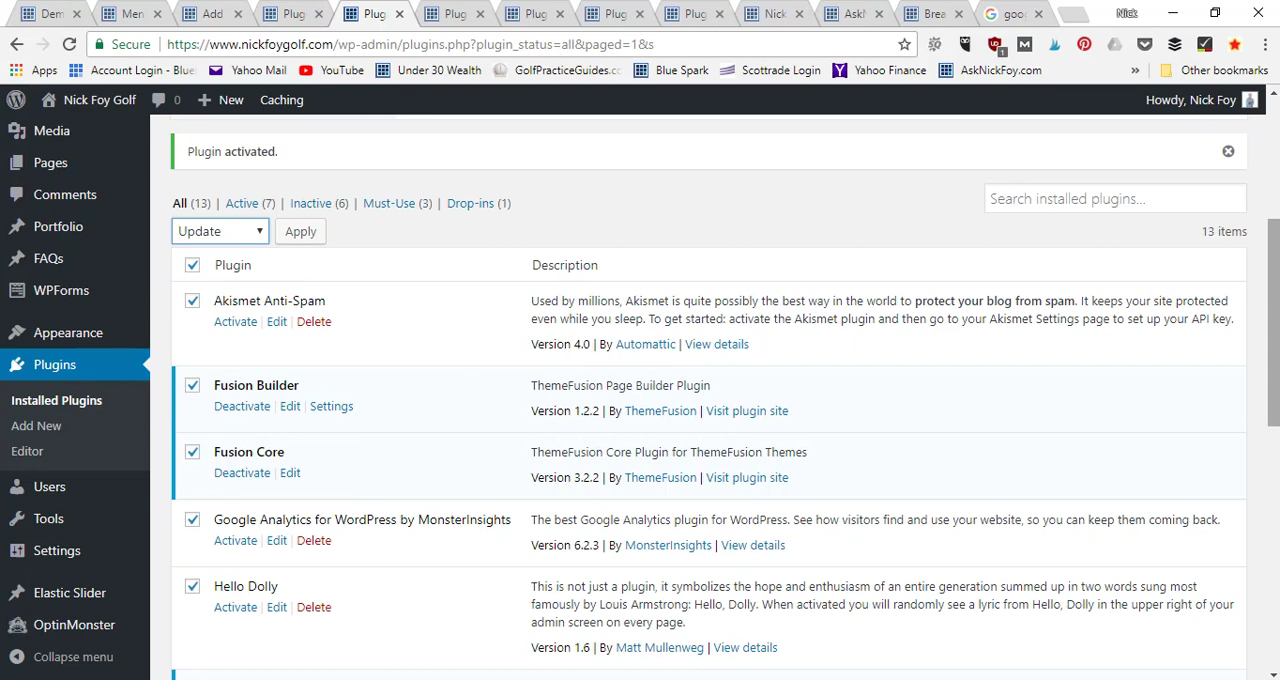 Dem
Men
Add
Plug
Plug
Plug
Plug
Plug
Plug
Nick
AskN
Brea
goog
Nick
Secure
https://www.nickfoygolf.com/wp-admin/plugins.php?plugin_status=all&paged=1&s
Apps
Account Login - Blue
Yahoo Mail
YouTube
Under 30 Wealth
GolfPracticeGuides.co
Blue Spark
Scottrade Login
Yahoo Finance
AskNickFoy.com
»
Other bookmarks
Nick Foy Golf
0
New
Caching
Howdy, Nick Foy
Media
Pages
Comments
Portfolio
FAQs
WPForms
Appearance
Plugins
Installed Plugins
Add New
Editor
Users
Tools
Settings
Elastic Slider
OptinMonster
Collapse menu
Plugin activated.
All (13) | Active (7) | Inactive (6) | Must-Use (3) | Drop-ins (1)
Search installed plugins...
Update
Apply
13 items
Plugin
Description
Akismet Anti-Spam
Activate | Edit | Delete
Used by millions, Akismet is quite possibly the best way in the world to protect your blog from spam. It keeps your site protected
even while you sleep. To get started: activate the Akismet plugin and then go to your Akismet Settings page to set up your API key.
Version 4.0 | By Automattic | View details
Fusion Builder
Deactivate | Edit | Settings
ThemeFusion Page Builder Plugin
Version 1.2.2 | By ThemeFusion | Visit plugin site
Fusion Core
Deactivate | Edit
ThemeFusion Core Plugin for ThemeFusion Themes
Version 3.2.2 | By ThemeFusion | Visit plugin site
Google Analytics for WordPress by MonsterInsights
Activate | Edit | Delete
The best Google Analytics plugin for WordPress. See how visitors find and use your website, so you can keep them coming back.
Version 6.2.3 | By MonsterInsights | View details
Hello Dolly
Activate | Edit | Delete
This is not just a plugin, it symbolizes the hope and enthusiasm of an entire generation summed up in two words sung most
famously by Louis Armstrong: Hello, Dolly. When activated you will randomly see a lyric from Hello, Dolly in the upper right of your
admin screen on every page.
Version 1.6 | By Matt Mullenweg | View details